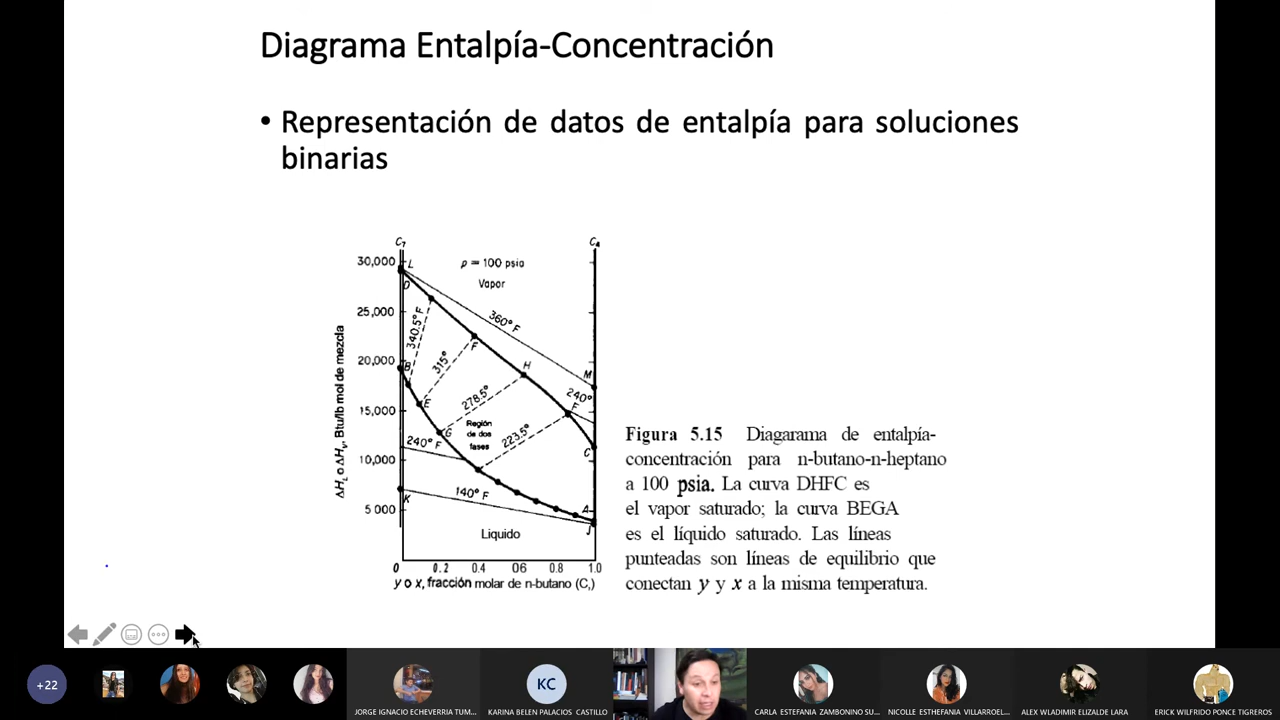 Diagrama Entalpía-Concentración
• Representación de datos de entalpía para soluciones
binarias
C₇
C₄
30,000
L
p = 100 psia
D
Vapor
25,000
340.5° F
360° F
F
315°
20,000
B
H
M
278.5°
240°
F
15,000
E
G
Región
de dos
fases
223.5°
C
240° F
10,000
K
140° F
A
5 000
J
Liquido
ΔH_L o ΔH_V, Btu/lb mol de mezcla
0 0.2 0.4 06 0.8 1.0
y o x, fracción molar de n-butano (C,)
Figura 5.15 Diagarama de entalpía-
concentración para n-butano-n-heptano
a 100 psia. La curva DHFC es
el vapor saturado; la curva BEGA
es el líquido saturado. Las líneas
punteadas son líneas de equilibrio que
conectan y y x a la misma temperatura.
+22
JORGE IGNACIO ECHEVERRIA TUM...
KC
KARINA BELEN PALACIOS CASTILLO
CARLA ESTEFANIA ZAMBONINO SU...
NICOLLE ESTHEFANIA VILLARROEL...
ALEX WLADIMIR ELIZALDE LARA
ERICK WILFRIDO PONCE TIGREROS